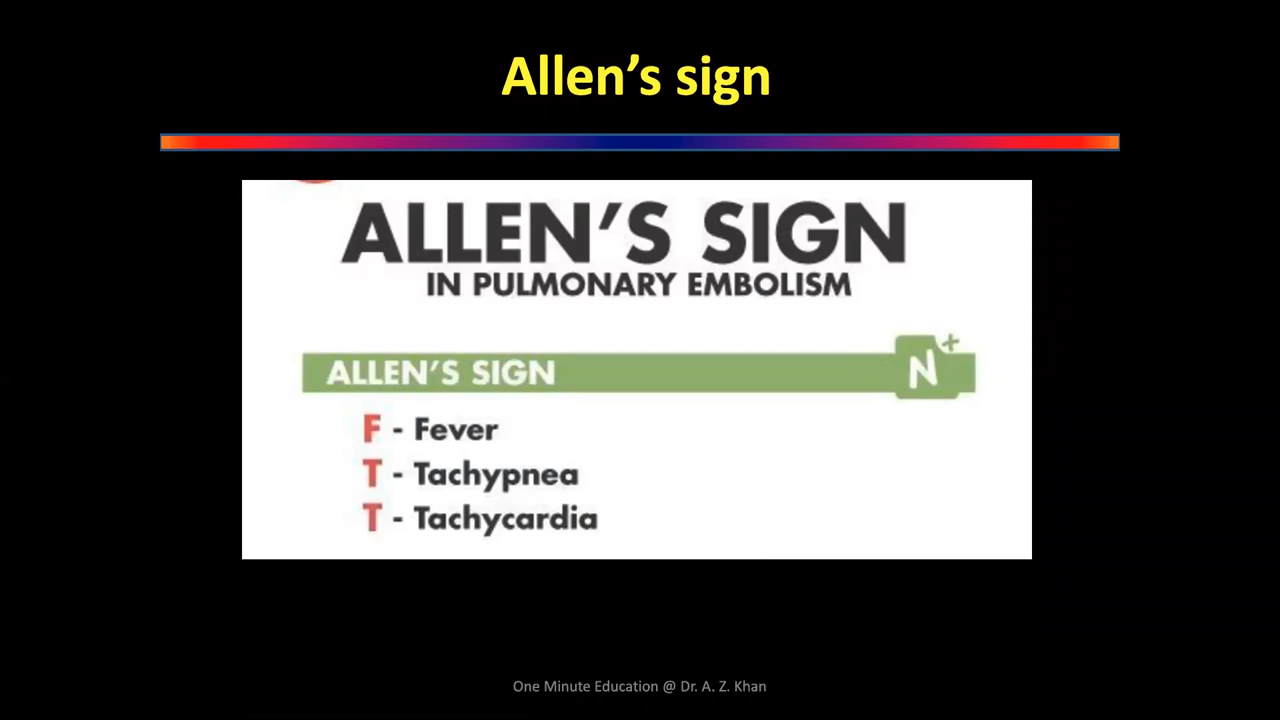 Allen’s sign
ALLEN’S SIGN
IN PULMONARY EMBOLISM
ALLEN’S SIGN
N+
F - Fever
T - Tachypnea
T - Tachycardia
One Minute Education @ Dr. A. Z. Khan